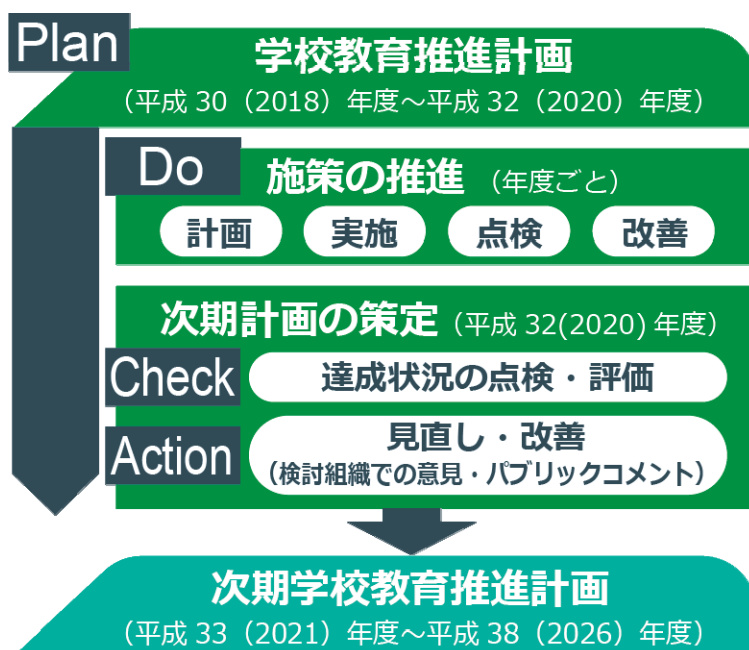 Plan
学校教育推進計画
（平成 30（2018）年度～平成 32（2020）年度）
Do
施策の推進 （年度ごと）
計画 実施 点検 改善
次期計画の策定（平成 32(2020) 年度）
Check
達成状況の点検・評価
Action
見直し・改善
（検討組織での意見・パブリックコメント）
次期学校教育推進計画
（平成 33（2021）年度～平成 38（2026）年度）